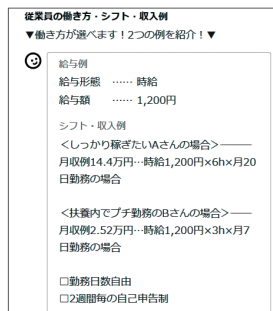 従業員の働き方・シフト・収入例
▼働き方が選べます！2つの例を紹介！▼
給与例
給与形態 …… 時給
給与額 …… 1,200円
シフト・収入例
＜しっかり稼ぎたいAさんの場合＞――
月収例14.4万円…時給1,200円×6h×月20
日勤務の場合
＜扶養内でプチ勤務のBさんの場合＞――
月収例2.52万円…時給1,200円×3h×月7
日勤務の場合
□勤務日数自由
□2週間毎の自己申告制